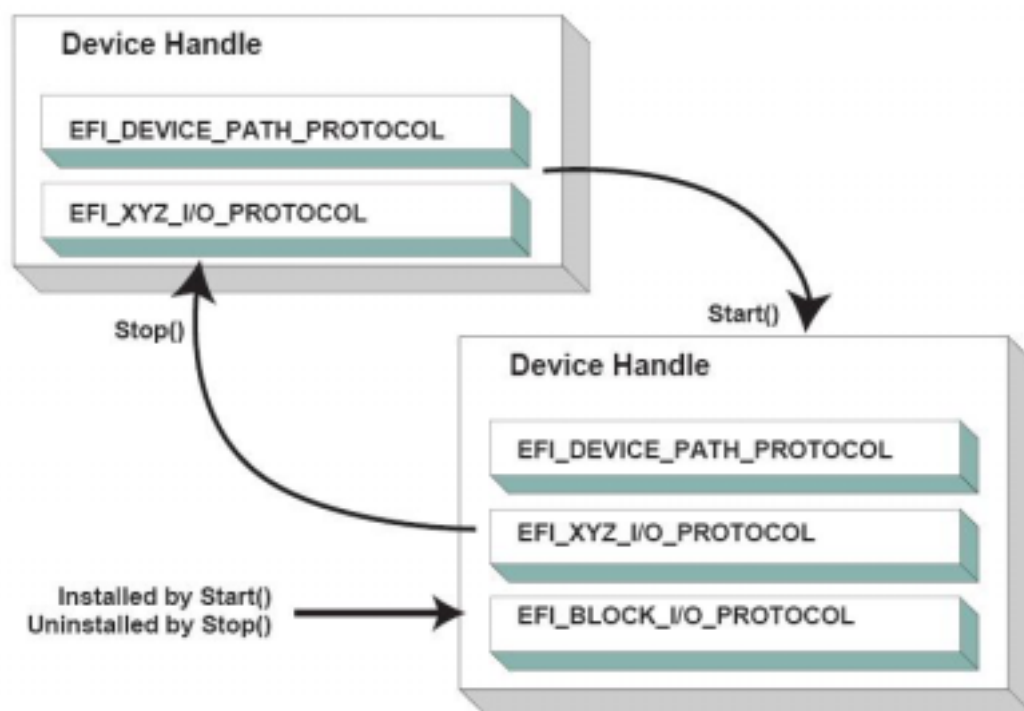 Device Handle
EFI_DEVICE_PATH_PROTOCOL
EFI_XYZ_I/O_PROTOCOL
Stop()
Start()
Device Handle
EFI_DEVICE_PATH_PROTOCOL
EFI_XYZ_I/O_PROTOCOL
Installed by Start()
Uninstalled by Stop()
EFI_BLOCK_I/O_PROTOCOL